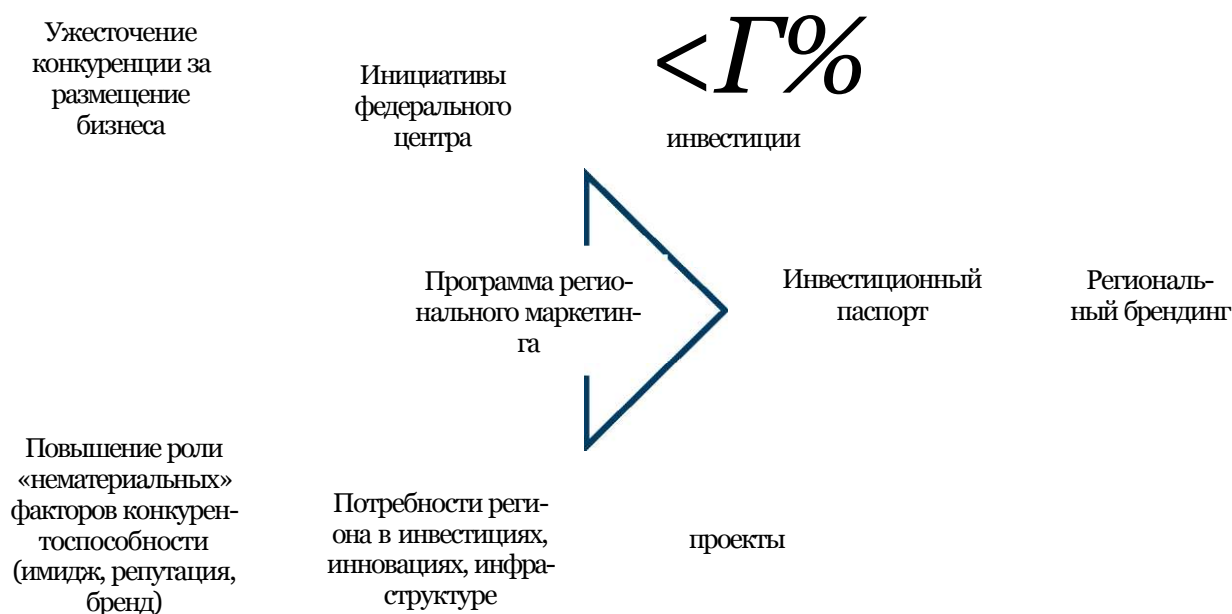 Ужесточение
конкуренции за
размещение
бизнеса
Инициативы
федерального
центра
<Г%
инвестиции
Программа регио-
нального маркетин-
га
Инвестиционный
паспорт
Региональ-
ный брендинг
Повышение роли
«нематериальных»
факторов конкурен-
тоспособности
(имидж, репутация,
бренд)
Потребности реги-
она в инвестициях,
инновациях, инфра-
структуре
проекты